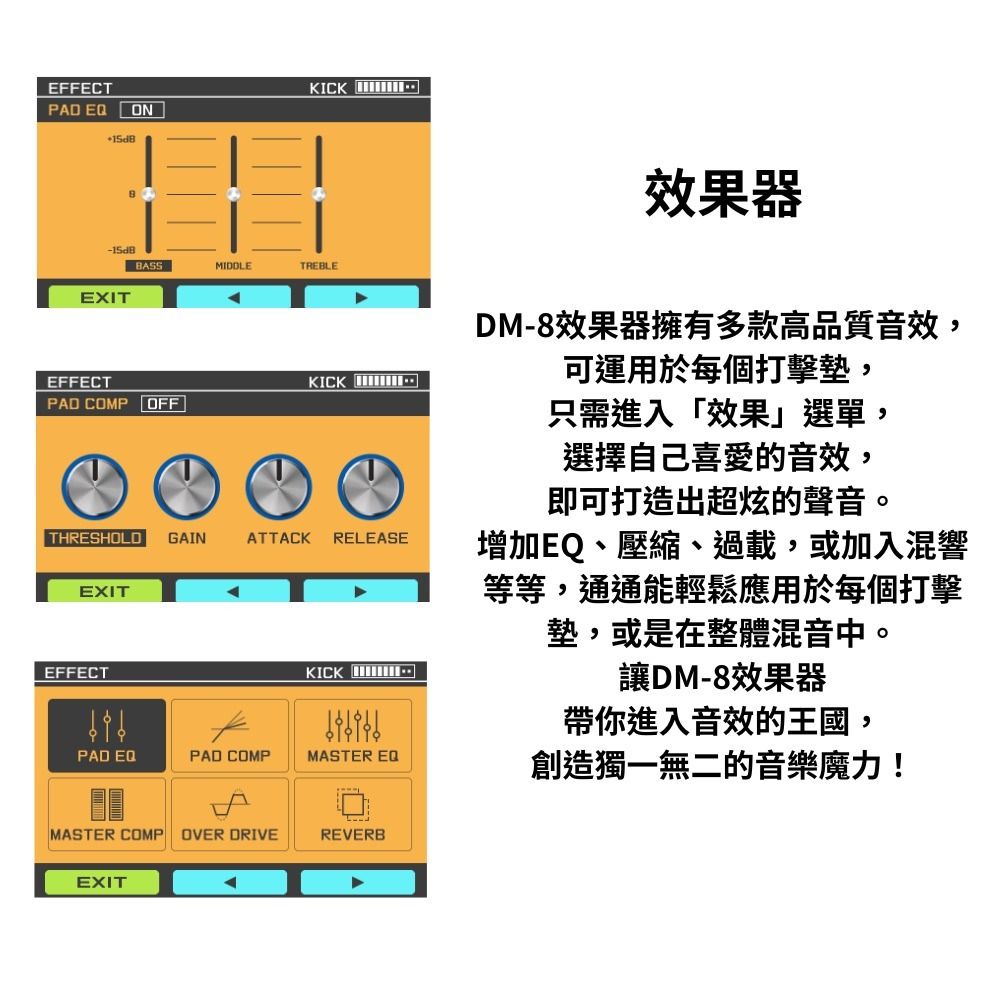 EFFECT KICK
PAD EQ ON
+15dB
0
-15dB
BASS MIDDLE TREBLE
EXIT
EFFECT KICK
PAD COMP OFF
THRESHOLD GAIN ATTACK RELEASE
EXIT
EFFECT KICK
PAD EQ PAD COMP MASTER EQ
MASTER COMP OVER DRIVE REVERB
EXIT
效果器
DM-8效果器擁有多款高品質音效，
可運用於每個打擊墊，
只需進入「效果」選單，
選擇自己喜愛的音效，
即可打造出超炫的聲音。
增加EQ、壓縮、過載，或加入混響
等等，通通能輕鬆應用於每個打擊
墊，或是在整體混音中。
讓DM-8效果器
帶你進入音效的王國，
創造獨一無二的音樂魔力！